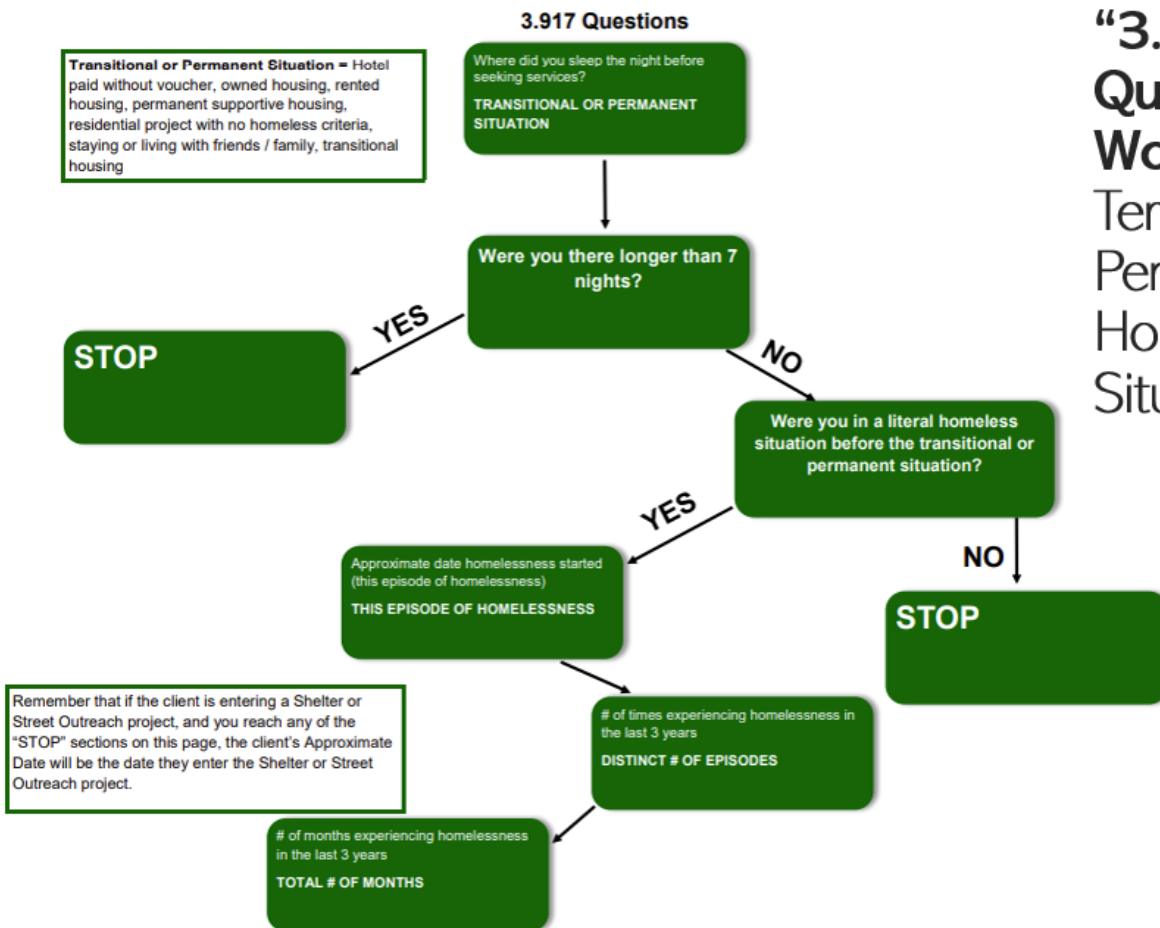 3.917 Questions
Transitional or Permanent Situation = Hotel
paid without voucher, owned housing, rented
housing, permanent supportive housing,
residential project with no homeless criteria,
staying or living with friends / family, transitional
housing
Where did you sleep the night before
seeking services?
TRANSITIONAL OR PERMANENT
SITUATION
Were you there longer than 7
nights?
YES
STOP
NO
Were you in a literal homeless
situation before the transitional or
permanent situation?
YES
NO
STOP
Approximate date homelessness started
(this episode of homelessness)
THIS EPISODE OF HOMELESSNESS
Remember that if the client is entering a Shelter or
Street Outreach project, and you reach any of the
“STOP” sections on this page, the client’s Approximate
Date will be the date they enter the Shelter or Street
Outreach project.
# of times experiencing homelessness in
the last 3 years
DISTINCT # OF EPISODES
# of months experiencing homelessness
in the last 3 years
TOTAL # OF MONTHS
“3.
Qu
Wo
Ter
Per
Ho
Situ